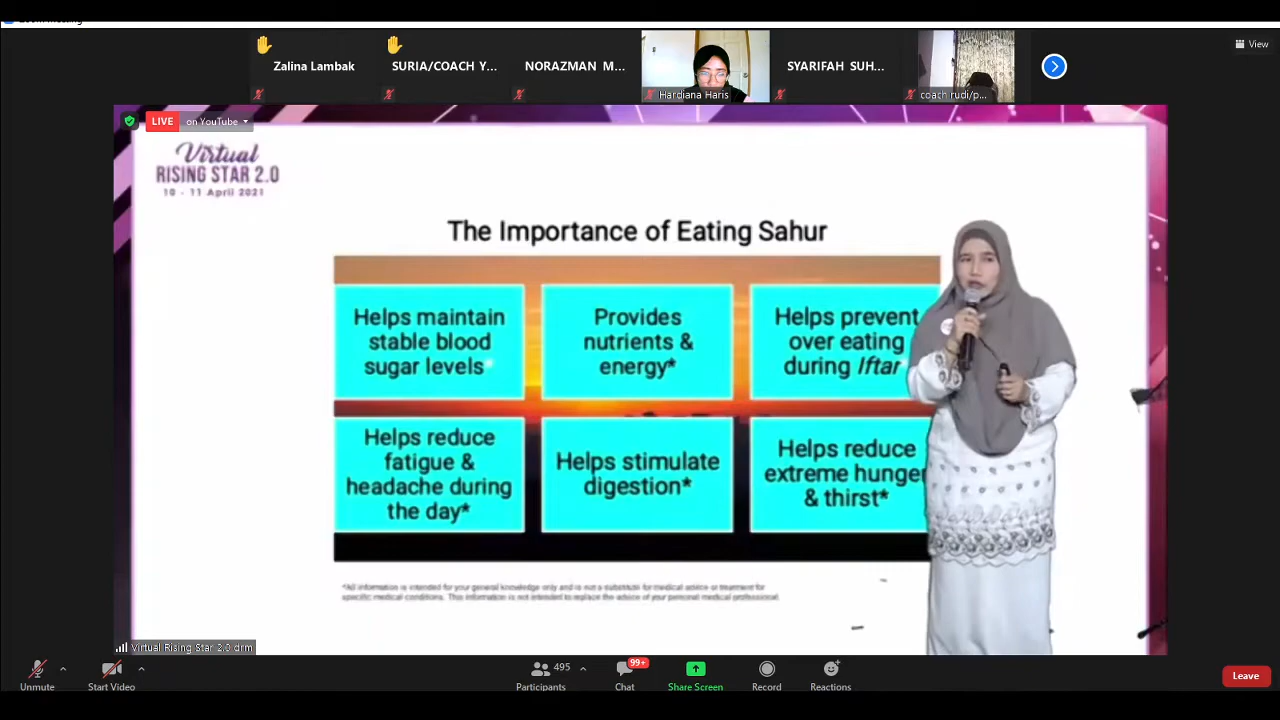 Zoom Meeting
View
Zalina Lambak
SURIA/COACH Y...
NORAZMAN M...
Hardiana Haris
SYARIFAH SUH...
coach rudi/p...
LIVE on YouTube
Virtual
RISING STAR 2.0
10 - 11 April 2021
The Importance of Eating Sahur
Helps maintain
stable blood
sugar levels*
Provides
nutrients &
energy*
Helps prevent
over eating
during Iftar
Helps reduce
fatigue &
headache during
the day*
Helps stimulate
digestion*
Helps reduce
extreme hunger
& thirst*
*All information is intended for your general knowledge only and is not a substitute for medical advice or treatment for
specific medical conditions. This information is not intended to replace the advice of your personal medical professional.
Virtual Rising Star 2.0 drm
Unmute
Start Video
495
Participants
99+
Chat
Share Screen
Record
Reactions
Leave